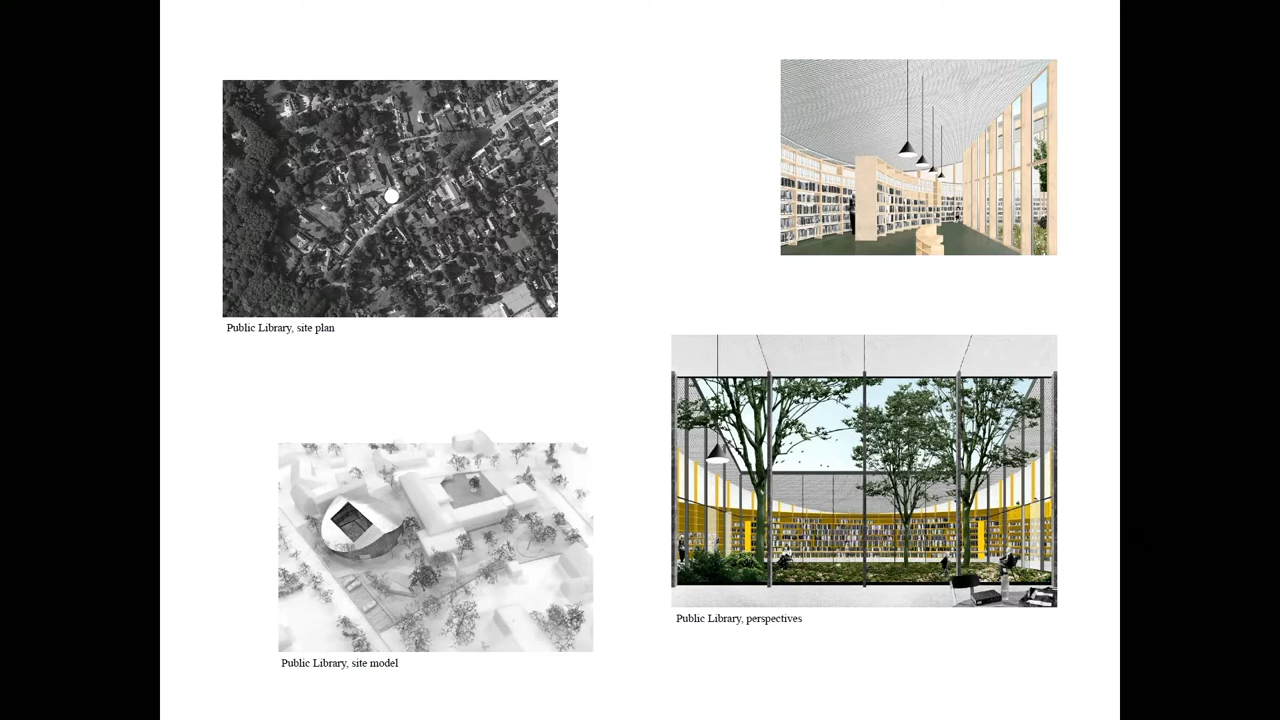 Public Library, site plan
Public Library, site model
Public Library, perspectives